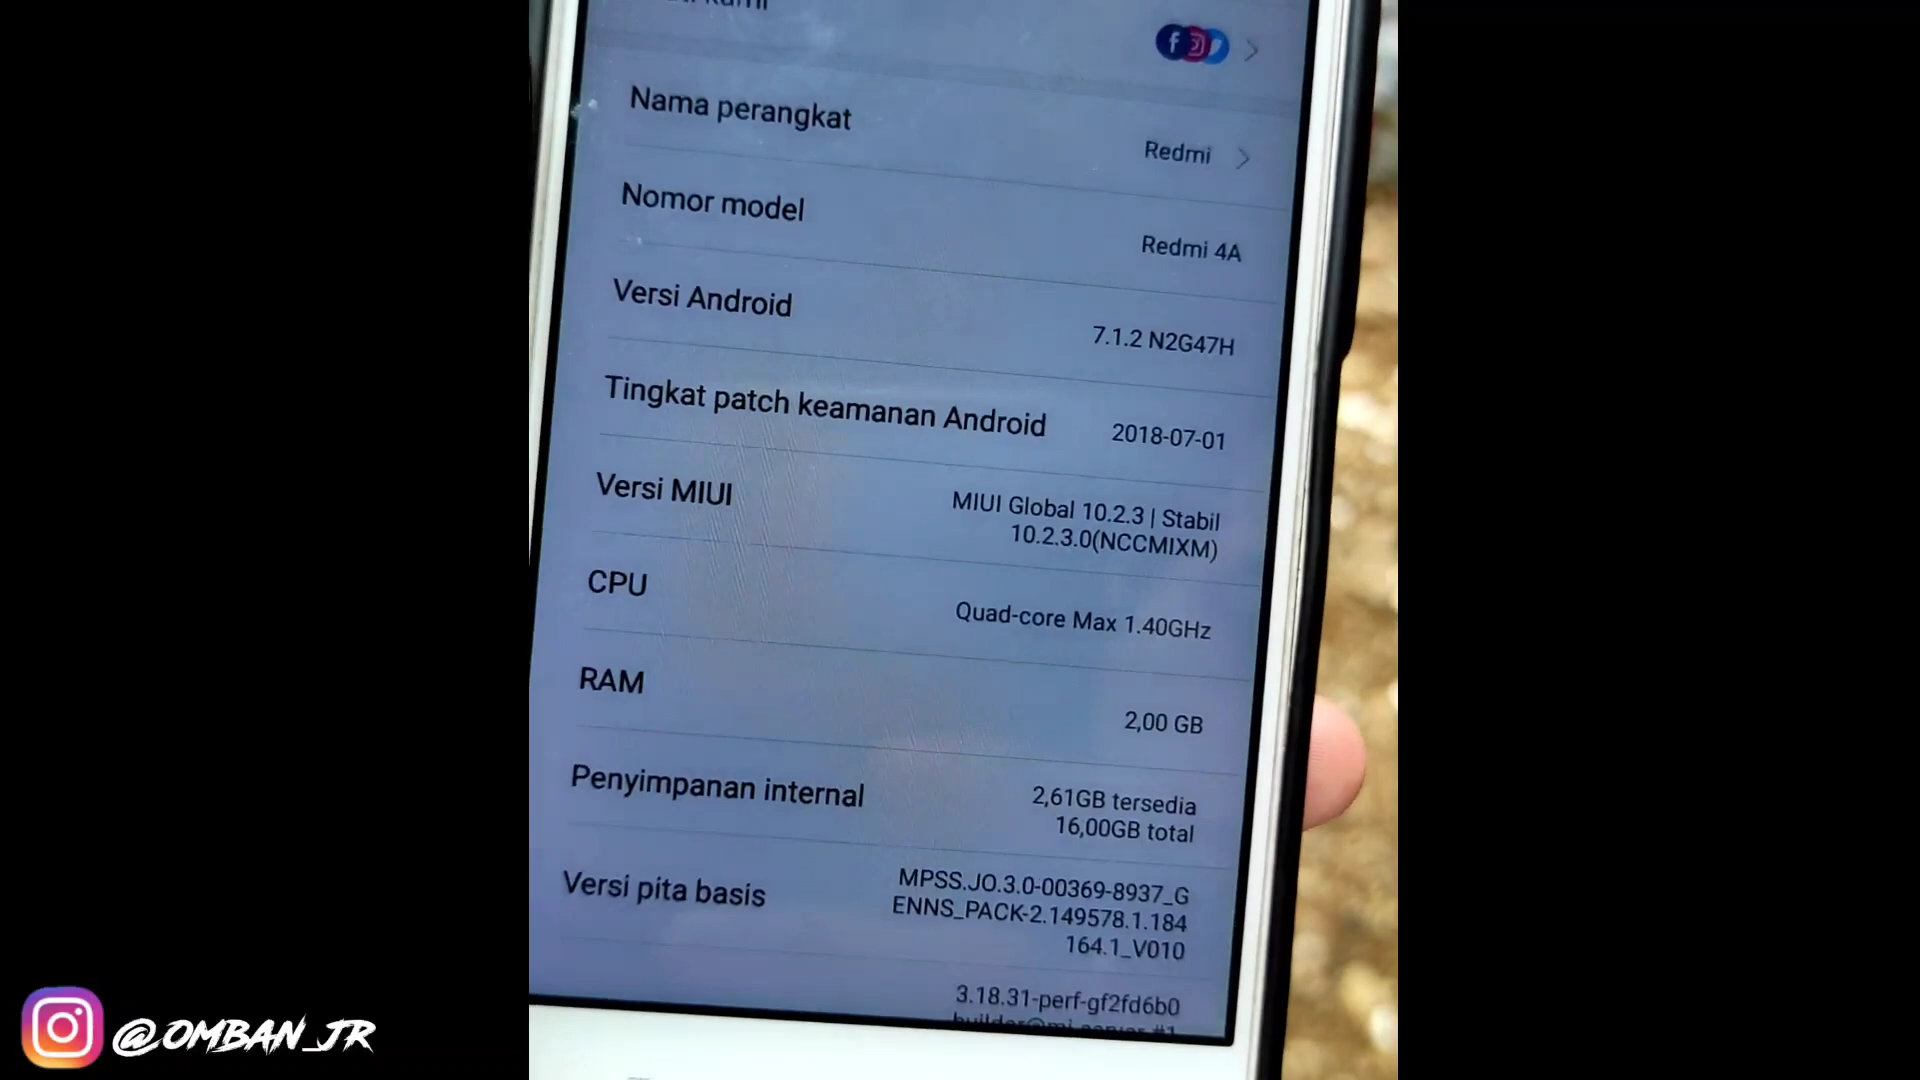 Nama perangkat
Redmi
Nomor model
Redmi 4A
Versi Android
7.1.2 N2G47H
Tingkat patch keamanan Android
2018-07-01
Versi MIUI
MIUI Global 10.2.3 | Stabil
10.2.3.0(NCCMIXM)
CPU
Quad-core Max 1.40GHz
RAM
2,00 GB
Penyimpanan internal
2,61GB tersedia
16,00GB total
Versi pita basis
MPSS.JO.3.0-00369-8937_G
ENNS_PACK-2.149578.1.184
164.1_V010
3.18.31-perf-gf2fd6b0
@OMBAN_JR